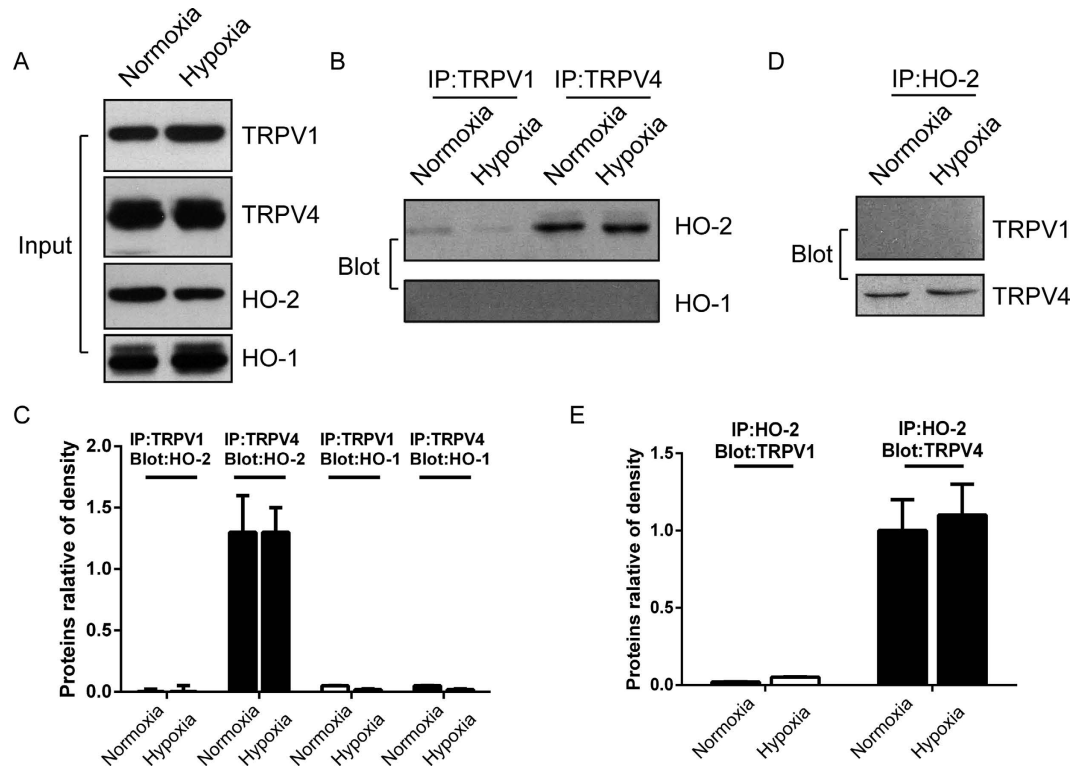 A
Normoxia
Hypoxia
Input
TRPV1
TRPV4
HO-2
HO-1
B
IP:TRPV1
IP:TRPV4
Normoxia
Hypoxia
Normoxia
Hypoxia
Blot
HO-2
HO-1
D
IP:HO-2
Normoxia
Hypoxia
Blot
TRPV1
TRPV4
C
Proteins ralative of density
2.0
1.5
1.0
0.5
0.0
IP:TRPV1
Blot:HO-2
IP:TRPV4
Blot:HO-2
IP:TRPV1
Blot:HO-1
IP:TRPV4
Blot:HO-1
Normoxia
Hypoxia
Normoxia
Hypoxia
Normoxia
Hypoxia
Normoxia
Hypoxia
E
Proteins ralative of density
1.5
1.0
0.5
0.0
IP:HO-2
Blot:TRPV1
IP:HO-2
Blot:TRPV4
Normoxia
Hypoxia
Normoxia
Hypoxia